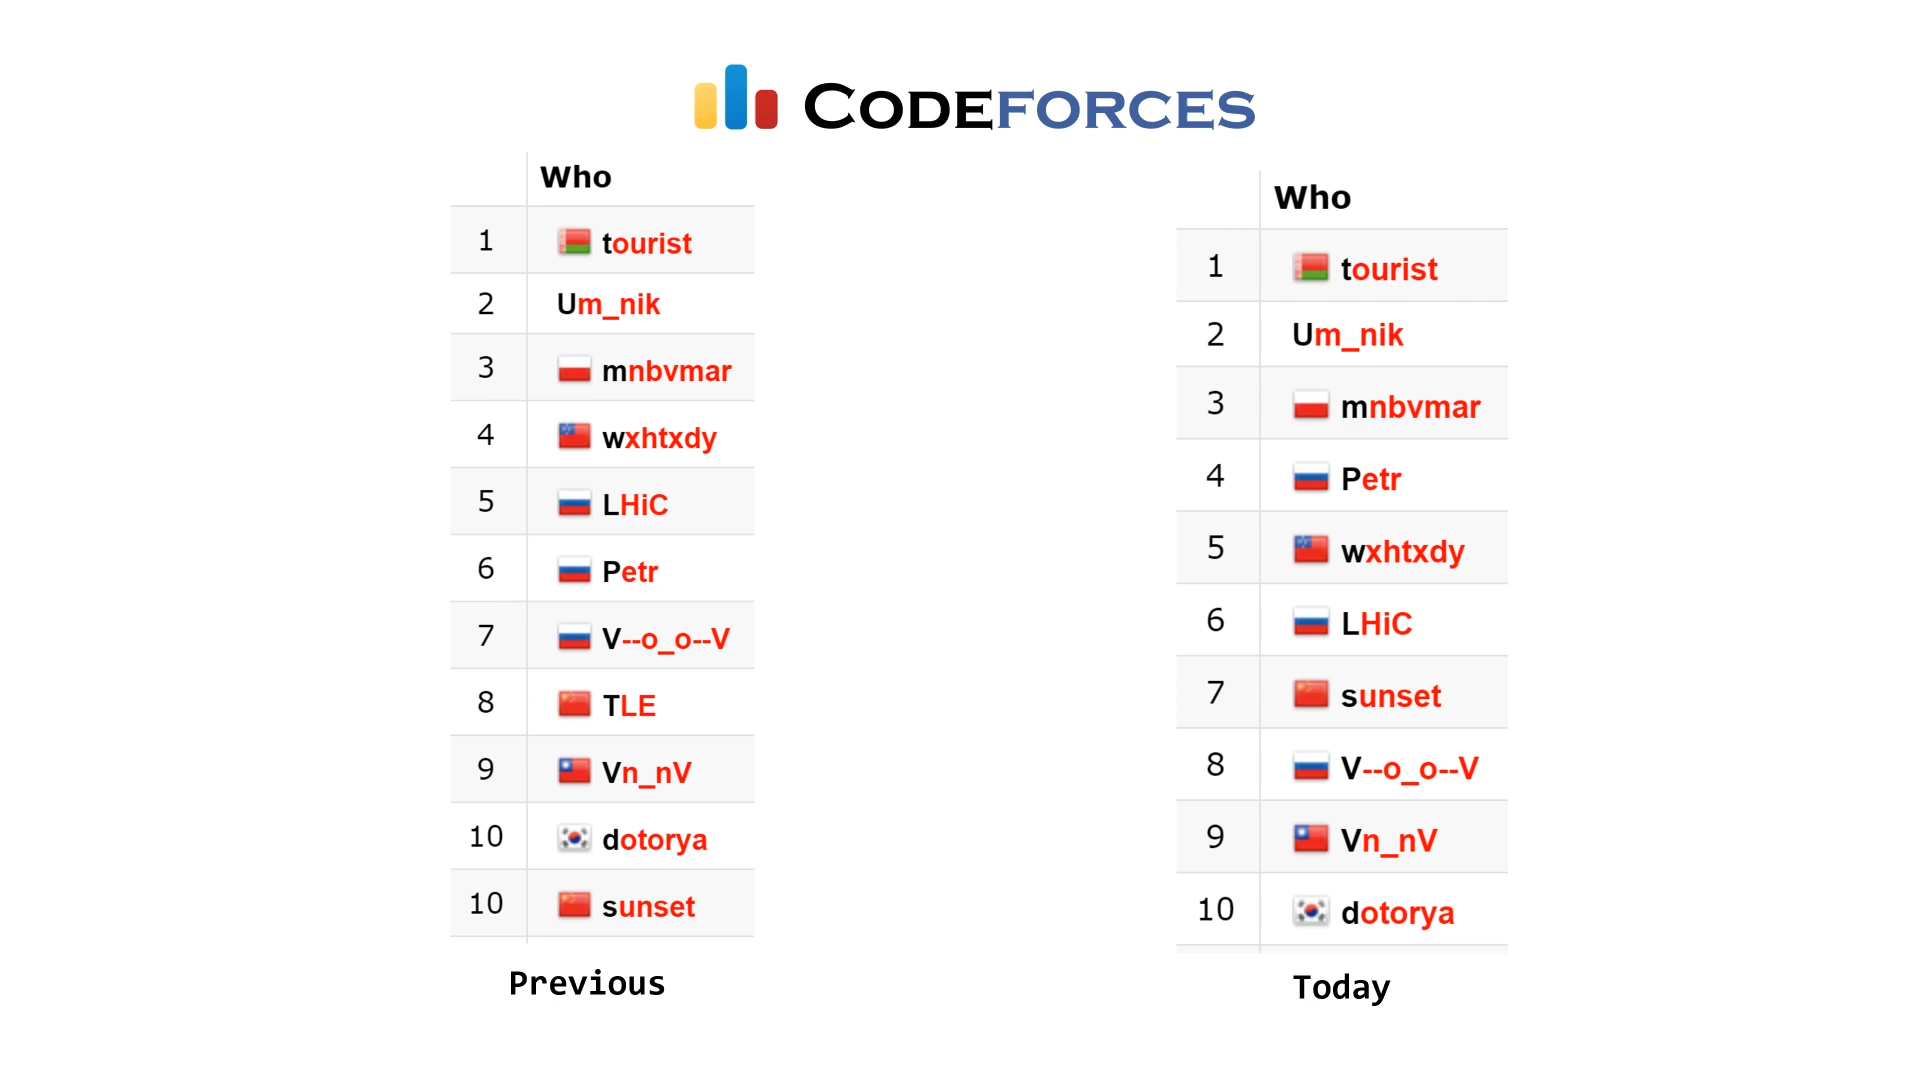 CODEFORCES
Who
1 tourist
2 Um_nik
3 mnbvmar
4 wxhtxdy
5 LHiC
6 Petr
7 V--o_o--V
8 TLE
9 Vn_nV
10 dotorya
10 sunset
Previous
Who
1 tourist
2 Um_nik
3 mnbvmar
4 Petr
5 wxhtxdy
6 LHiC
7 sunset
8 V--o_o--V
9 Vn_nV
10 dotorya
Today